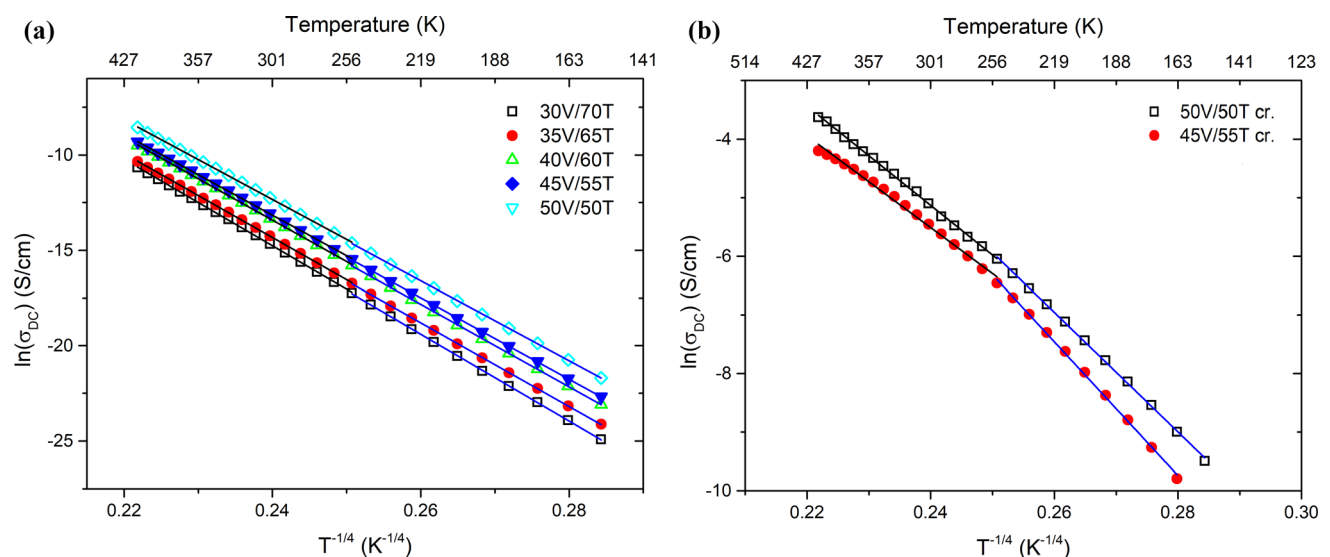 (a)
Temperature (K)
427 357 301 256 219 188 163 141
-10
-15
-20
-25
ln(σDC) (S/cm)
30V/70T
35V/65T
40V/60T
45V/55T
50V/50T
0.22 0.24 0.26 0.28
T-1/4 (K-1/4)
(b)
Temperature (K)
514 427 357 301 256 219 188 163 141 123
-4
-6
-8
-10
ln(σDC) (S/cm)
50V/50T cr.
45V/55T cr.
0.22 0.24 0.26 0.28 0.30
T-1/4 (K-1/4)